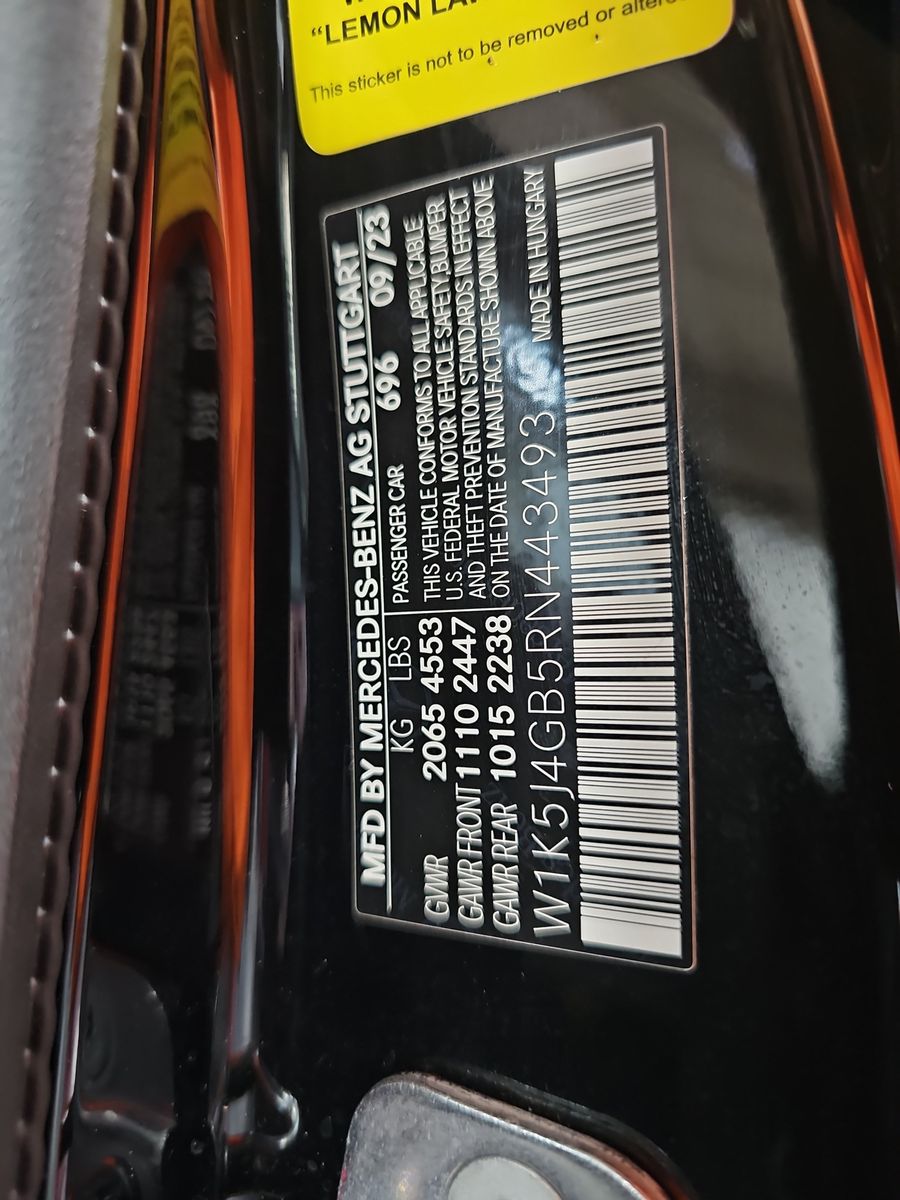 "LEMON
This sticker is not to be removed or
MFD BY MERCEDES-BENZ AG STUTTGART
KG LBS PASSENGER CAR 696 09/23
GVWR 2065 4553 THIS VEHICLE CONFORMS TO ALL APPLICABLE
U.S. FEDERAL MOTOR VEHICLE SAFETY, BUMPER
GAWR FRONT 1110 2447 AND THEFT PREVENTION STANDARDS IN EFFECT
GAWR REAR 1015 2238 ON THE DATE OF MANUFACTURE SHOWN ABOVE
W1K5J4GB5RN443493 MADE IN HUNGARY